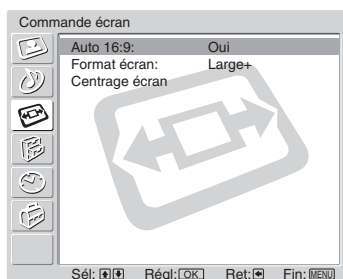 Commande écran
Auto 16:9: Oui
Format écran: Large+
Centrage écran
Sél: Régl: OK Ret: Fin: MENU